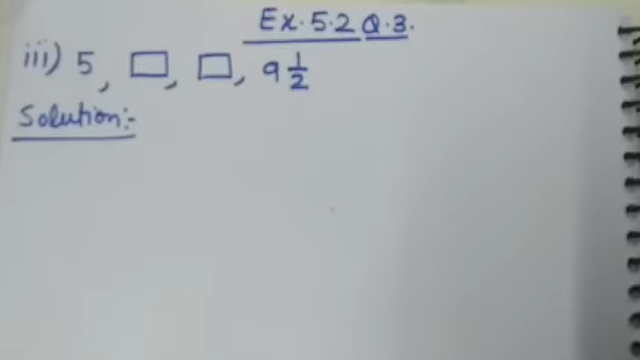 Ex. 5.2 Q.3.
iii) 5, □, □, 9 1/2
Solution:-